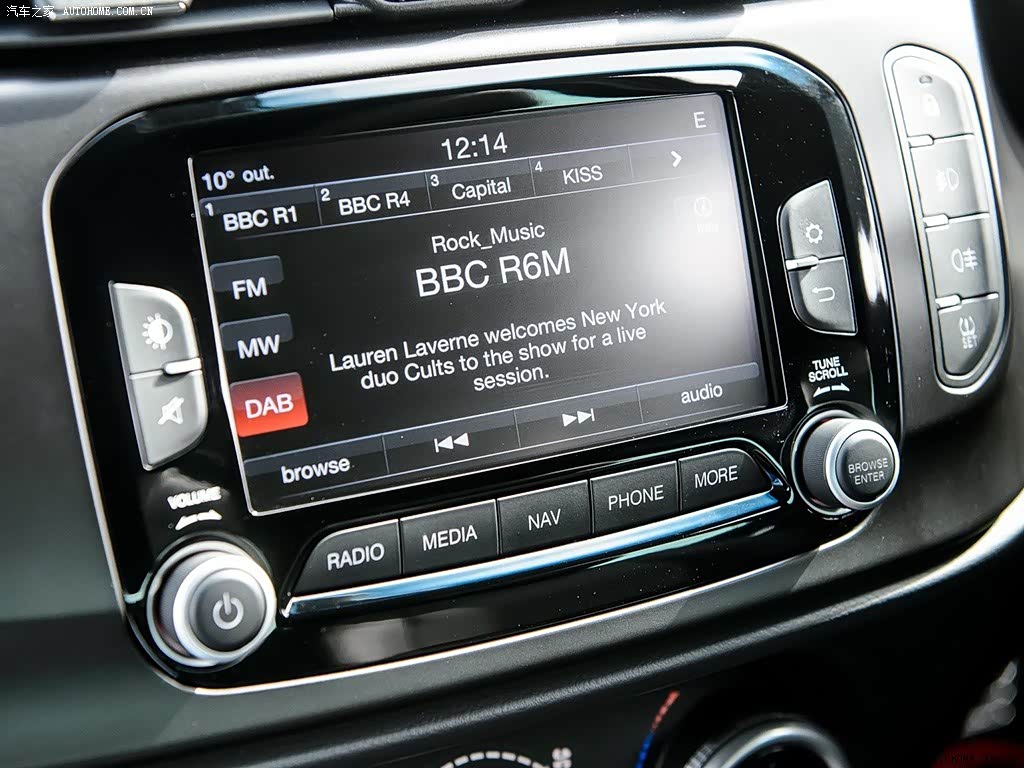 汽车之家 AUTOHOME.COM.CN
12:14
E
10° out.
1 BBC R1
2 BBC R4
3 Capital
4 KISS
>
Rock_Music
BBC R6M
FM
MW
DAB
Lauren Laverne welcomes New York
duo Cults to the show for a live
session.
browse
audio
TUNE
SCROLL
BROWSE
ENTER
VOLUME
RADIO
MEDIA
NAV
PHONE
MORE
SET